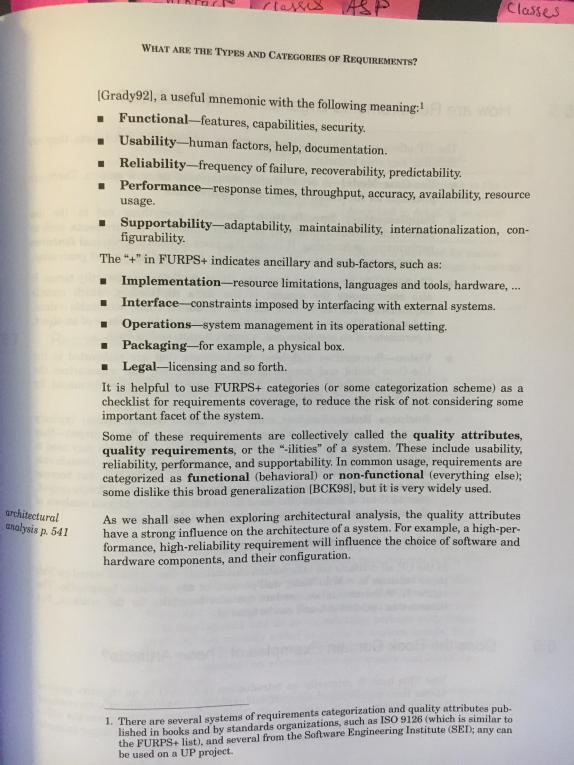 Classes ASP
Classes
WHAT ARE THE TYPES AND CATEGORIES OF REQUIREMENTS?
[Grady92], a useful mnemonic with the following meaning:1
■ Functional—features, capabilities, security.
■ Usability—human factors, help, documentation.
■ Reliability—frequency of failure, recoverability, predictability.
■ Performance—response times, throughput, accuracy, availability, resource
usage.
■ Supportability—adaptability, maintainability, internationalization, con-
figurability.
The “+” in FURPS+ indicates ancillary and sub-factors, such as:
■ Implementation—resource limitations, languages and tools, hardware, ...
■ Interface—constraints imposed by interfacing with external systems.
■ Operations—system management in its operational setting.
■ Packaging—for example, a physical box.
■ Legal—licensing and so forth.
It is helpful to use FURPS+ categories (or some categorization scheme) as a
checklist for requirements coverage, to reduce the risk of not considering some
important facet of the system.
Some of these requirements are collectively called the quality attributes,
quality requirements, or the “-ilities” of a system. These include usability,
reliability, performance, and supportability. In common usage, requirements are
categorized as functional (behavioral) or non-functional (everything else);
some dislike this broad generalization [BCK98], but it is very widely used.
architectural
analysis p. 541
As we shall see when exploring architectural analysis, the quality attributes
have a strong influence on the architecture of a system. For example, a high-per-
formance, high-reliability requirement will influence the choice of software and
hardware components, and their configuration.
1. There are several systems of requirements categorization and quality attributes pub-
lished in books and by standards organizations, such as ISO 9126 (which is similar to
the FURPS+ list), and several from the Software Engineering Institute (SEI); any can
be used on a UP project.